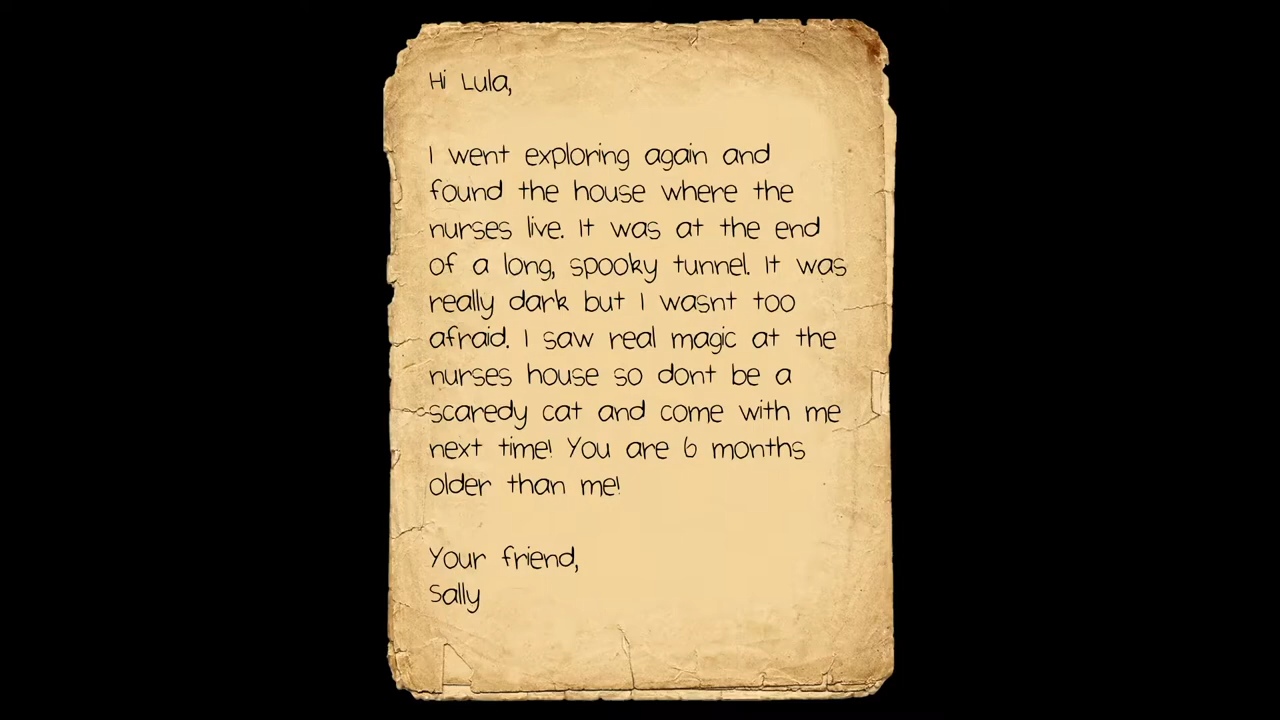 Hi Lula,
I went exploring again and
found the house where the
nurses live. It was at the end
of a long, spooky tunnel. It was
really dark but I wasnt too
afraid. I saw real magic at the
nurses house so dont be a
scaredy cat and come with me
next time! You are 6 months
older than me!
Your friend,
Sally